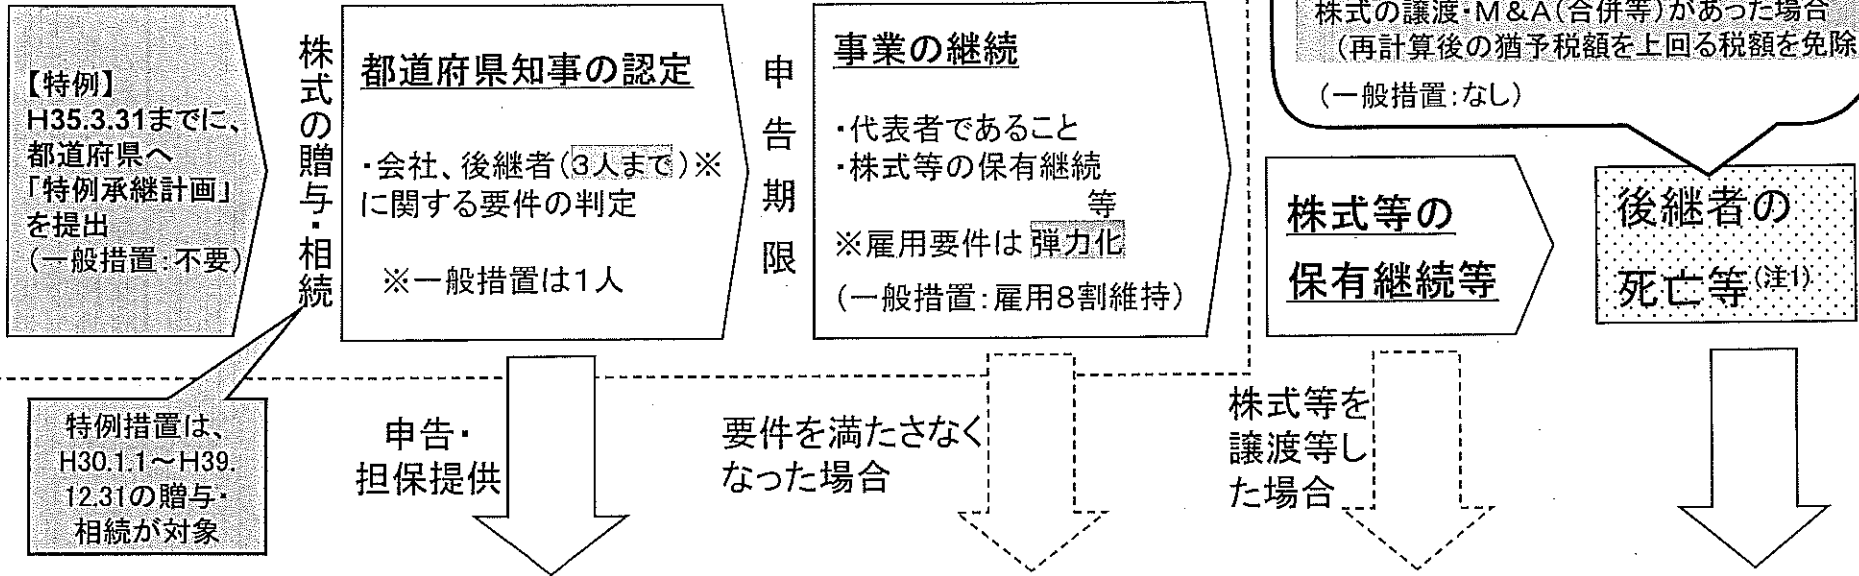 【特例】
H35.3.31までに、
都道府県へ
「特例承継計画」
を提出
(一般措置:不要)
株式の贈与・相続
都道府県知事の認定
・会社、後継者(3人まで)※
に関する要件の判定
※一般措置は1人
申告期限
事業の継続
・代表者であること
・株式等の保有継続
等
※雇用要件は弾力化
(一般措置:雇用8割維持)
株式の譲渡・M&A(合併等)があった場合
(再計算後の猶予税額を上回る税額を免除
(一般措置:なし)
株式等の
保有継続等
後継者の
死亡等(注1)
特例措置は、
H30.1.1～H39.
12.31の贈与・
相続が対象
申告・
担保提供
要件を満たさなく
なった場合
株式等を
譲渡等し
た場合